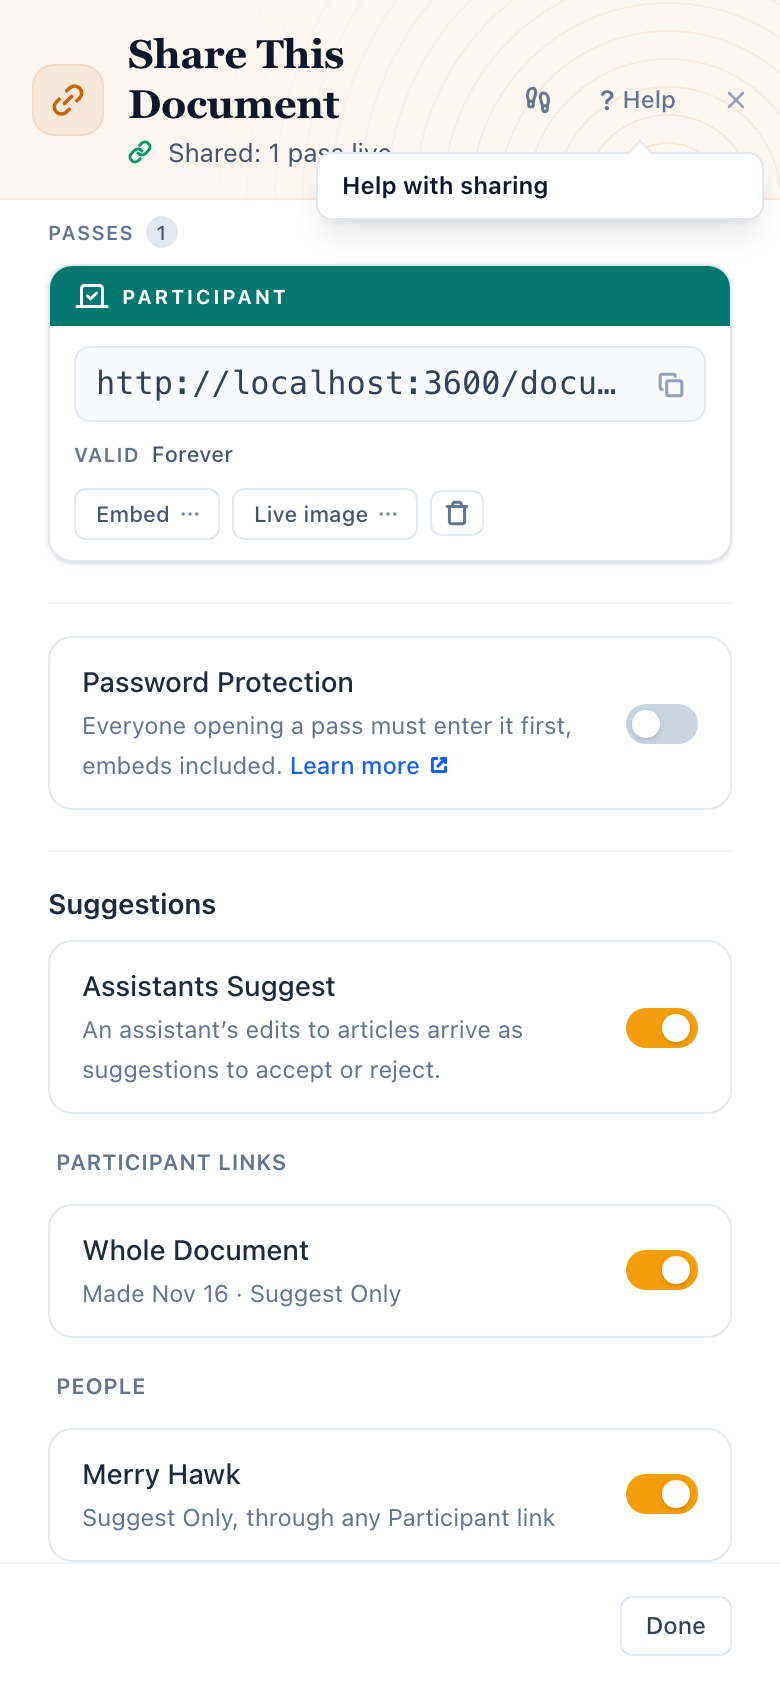 Share This
Document
? Help
Shared: 1 pass live
Help with sharing
PASSES 1
PARTICIPANT
http://localhost:3600/docu…
VALID Forever
Embed ···
Live image ···
Password Protection
Everyone opening a pass must enter it first,
embeds included. Learn more
Suggestions
Assistants Suggest
An assistant’s edits to articles arrive as
suggestions to accept or reject.
PARTICIPANT LINKS
Whole Document
Made Nov 16 · Suggest Only
PEOPLE
Merry Hawk
Suggest Only, through any Participant link
Done